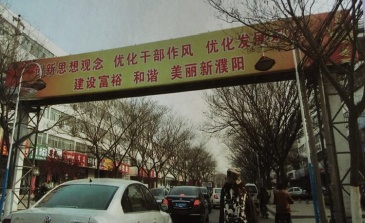 新思想观念 优化干部作风 优化发展
建设富裕 和谐 美丽新濮阳